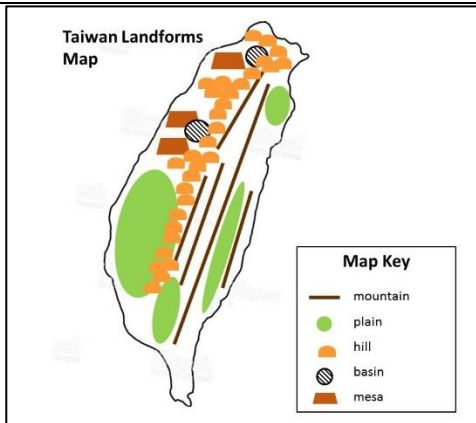 Taiwan Landforms
Map
Map Key
mountain
plain
hill
basin
mesa